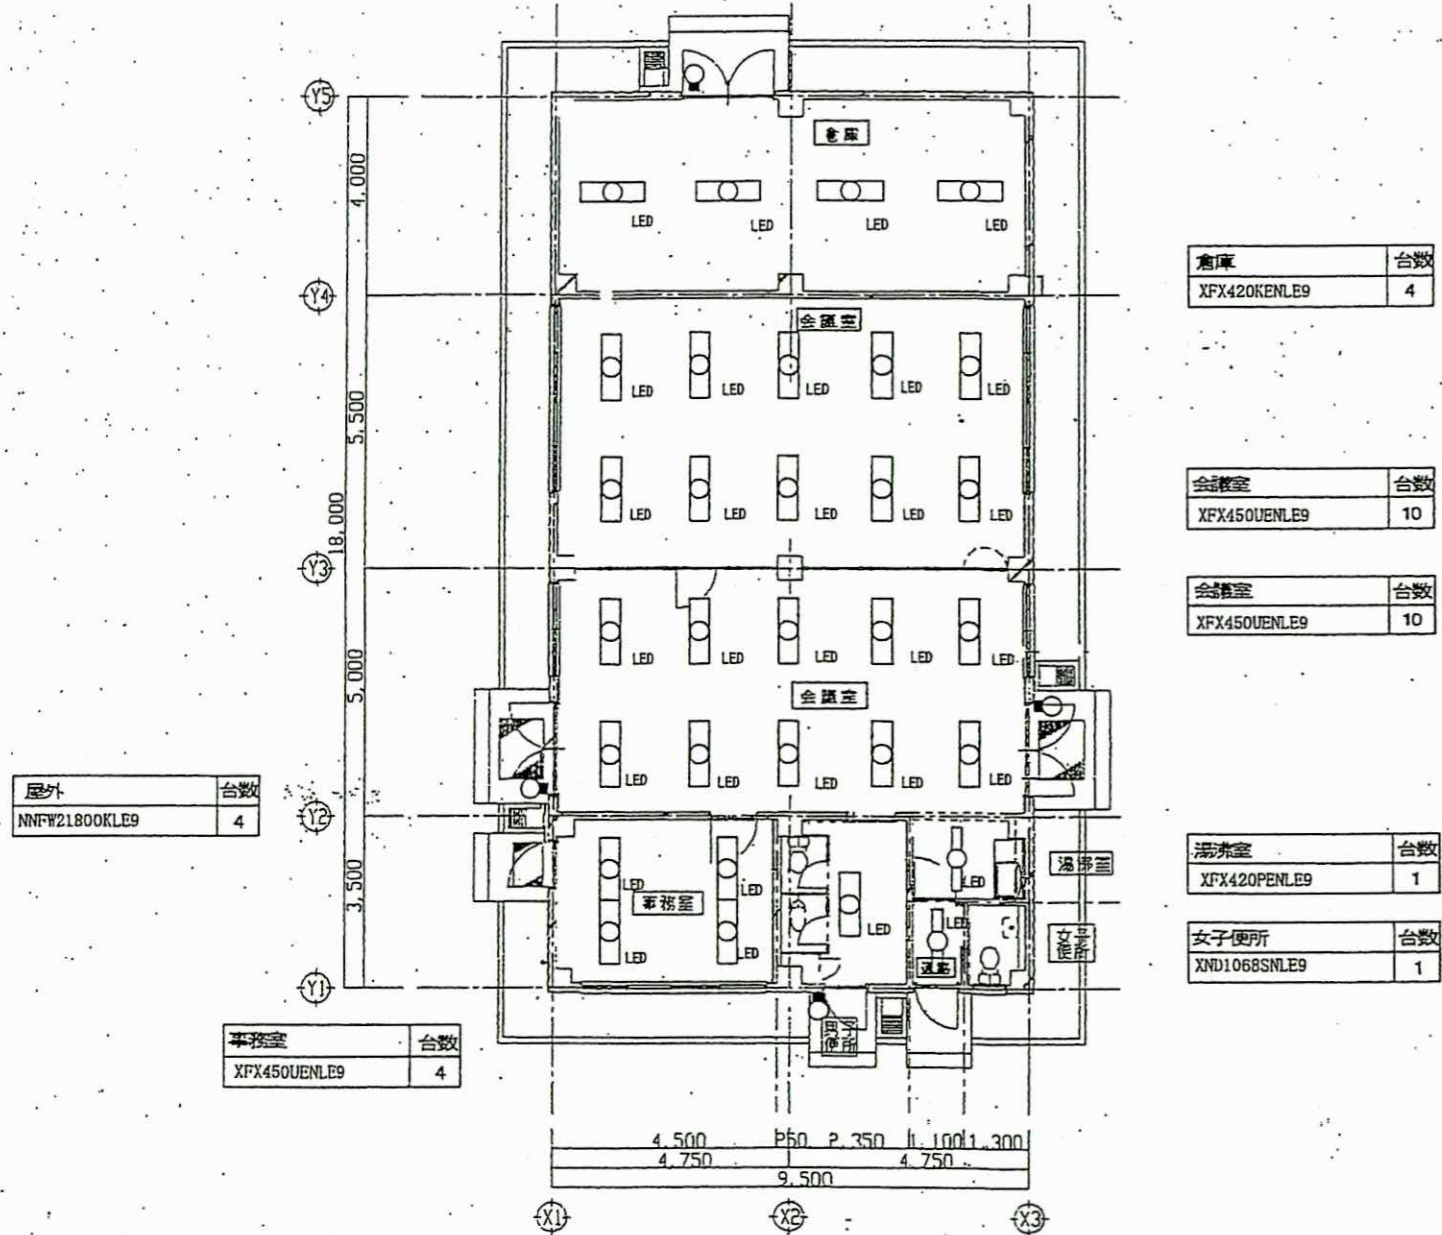 Y5
倉庫
4,000
LED LED LED LED
倉庫 台数
XFX420KENLE9 4
Y4
会議室
LED LED LED LED LED
5,500
会議室 台数
XFX450UENLE9 10
LED LED LED LED LED
18,000
Y3
会議室 台数
XFX450UENLE9 10
LED LED LED LED LED
5,000
会議室
LED LED LED LED LED
屋外 台数
NNFW21800KLE9 4
Y2
湯沸室 台数
XFX420PENLE9 1
湯沸室
LED LED LED
3,500
事務室
LED LED LED LED
女子便所
女子便所 台数
XND1068SNLE9 1
通路
Y1
男子便所
事務室 台数
XFX450UENLE9 4
4,500 250 2,350 1,100 1,300
4,750 4,750
9,500
X1 X2 X3